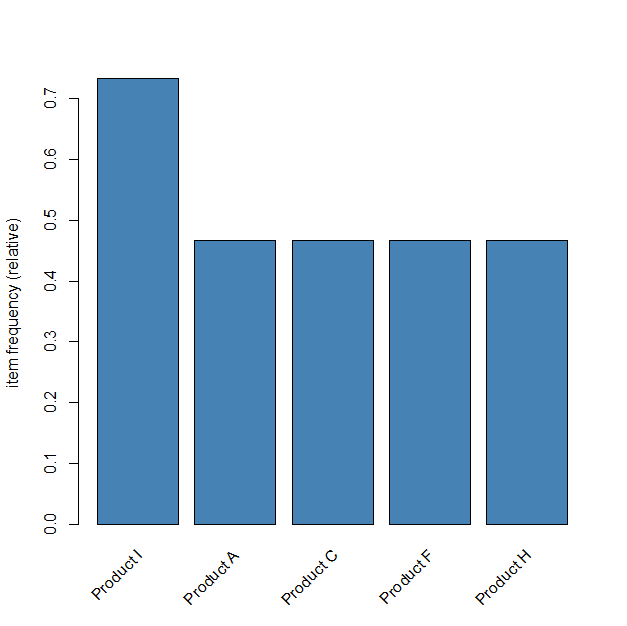 item frequency (relative)
0.7
0.6
0.5
0.4
0.3
0.2
0.1
0.0
Product I
Product A
Product C
Product F
Product H